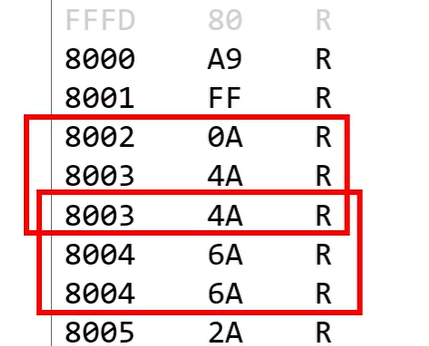 FFFD 80 R
8000 A9 R
8001 FF R
8002 0A R
8003 4A R
8003 4A R
8004 6A R
8004 6A R
8005 2A R